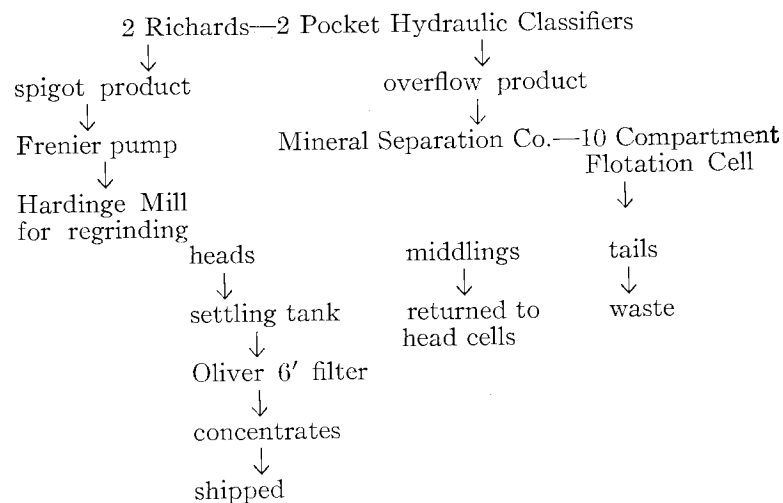 2 Richards—2 Pocket Hydraulic Classifiers
spigot product
overflow product
Frenier pump
Mineral Separation Co.—10 Compartment
Flotation Cell
Hardinge Mill
for regrinding
heads
middlings
tails
settling tank
returned to
head cells
waste
Oliver 6′ filter
concentrates
shipped